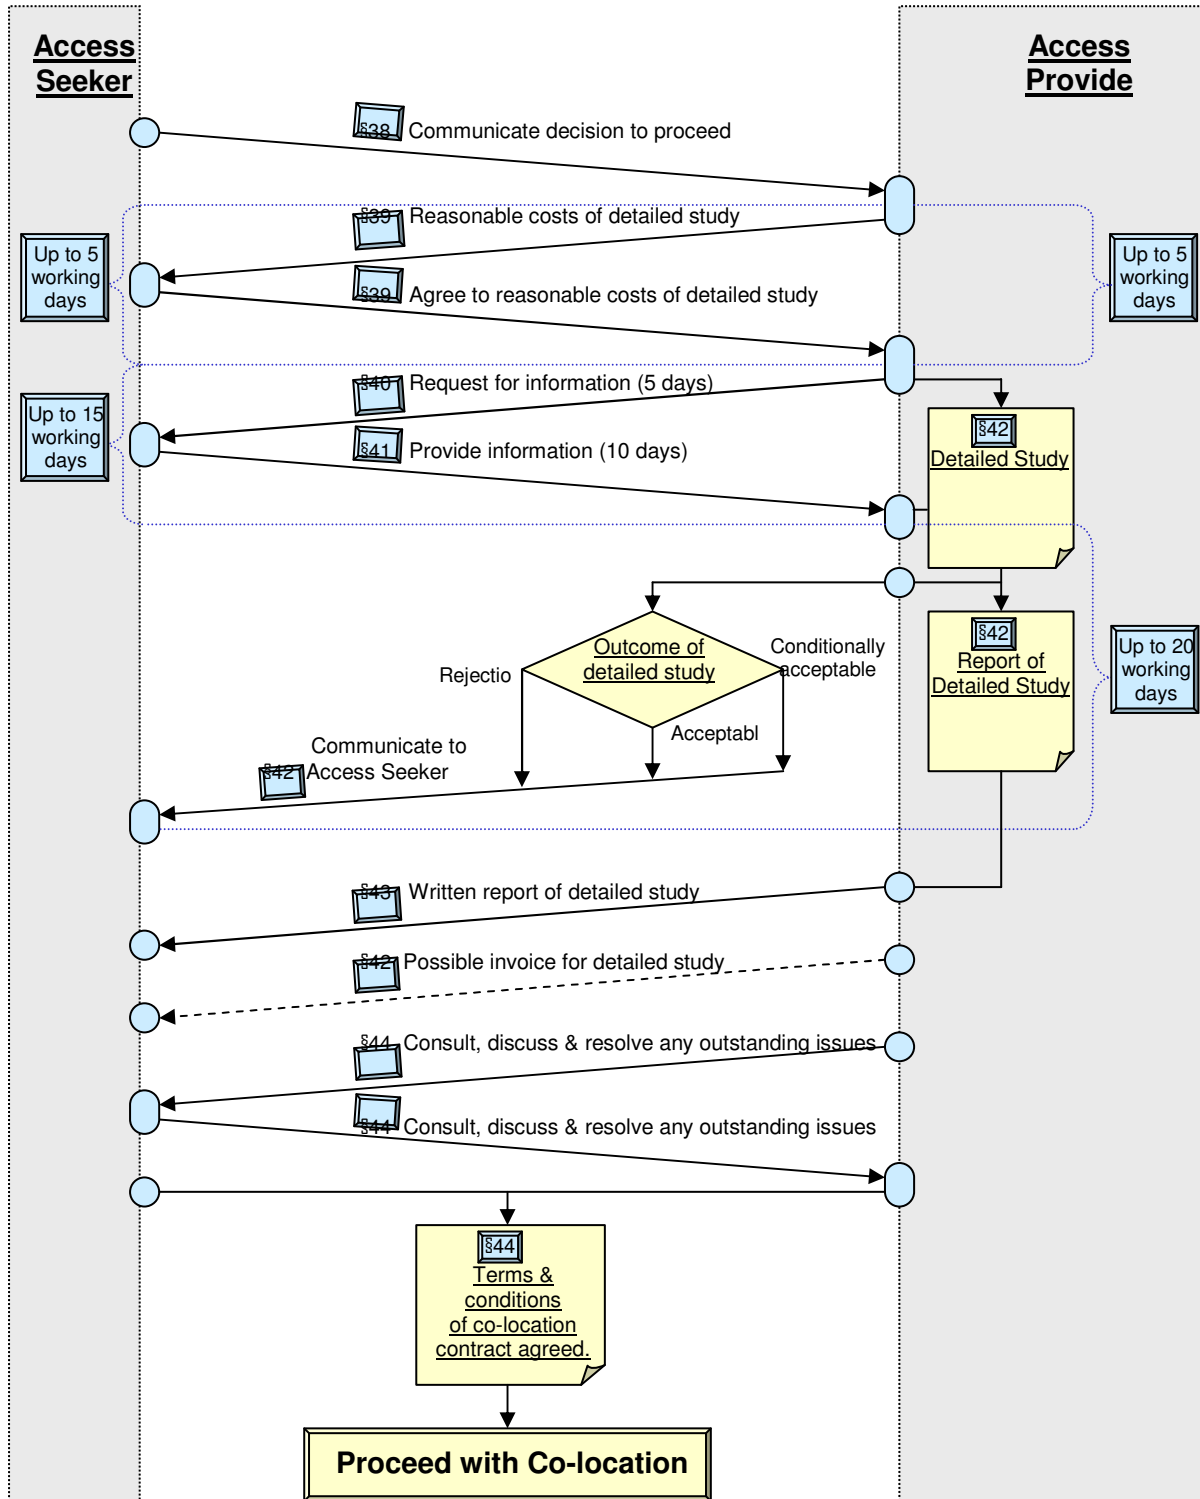 Access
Seeker
Access
Provide
§38 Communicate decision to proceed
§39 Reasonable costs of detailed study
Up to 5
working
days
Up to 5
working
days
§39 Agree to reasonable costs of detailed study
§40 Request for information (5 days)
Up to 15
working
days
§41 Provide information (10 days)
§42
Detailed Study
Outcome of
detailed study
Conditionally
acceptable
Rejectio
Acceptabl
§42
Report of
Detailed Study
Up to 20
working
days
Communicate to
§42 Access Seeker
§43 Written report of detailed study
§42 Possible invoice for detailed study
§44 Consult, discuss & resolve any outstanding issues
§44 Consult, discuss & resolve any outstanding issues
§44
Terms &
conditions
of co-location
contract agreed.
Proceed with Co-location